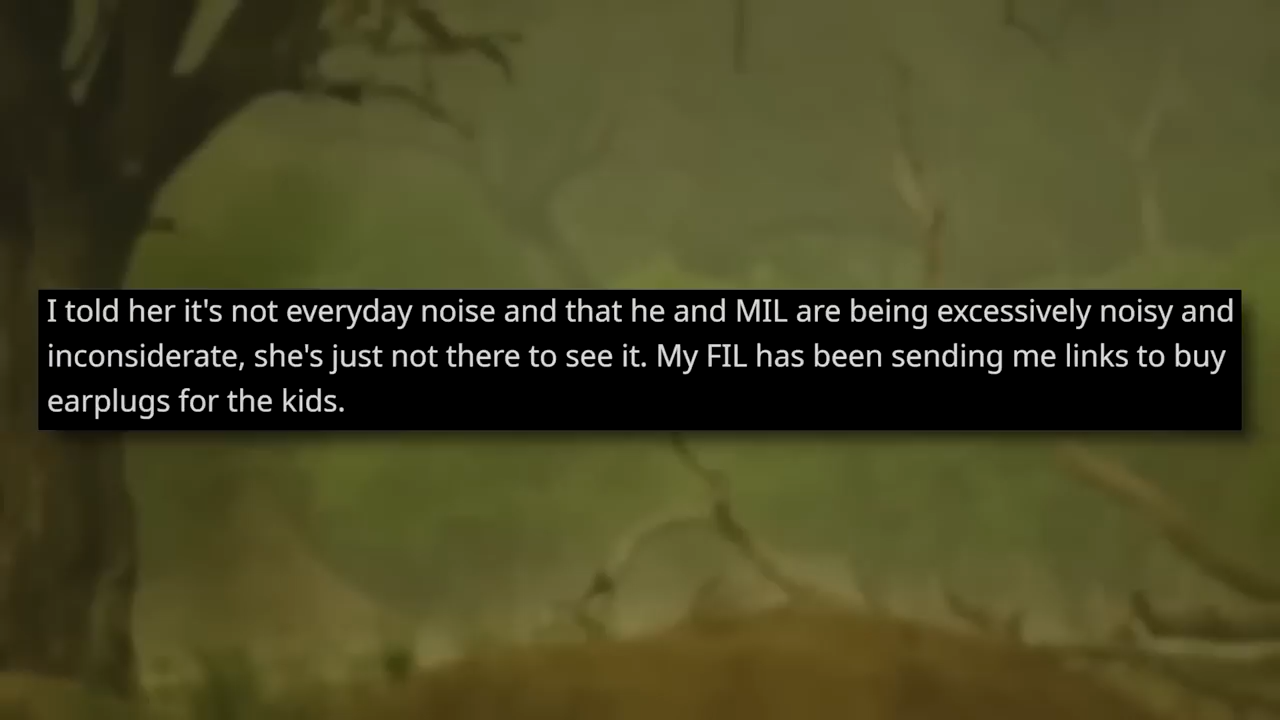 I told her it's not everyday noise and that he and MIL are being excessively noisy and
inconsiderate, she's just not there to see it. My FIL has been sending me links to buy
earplugs for the kids.